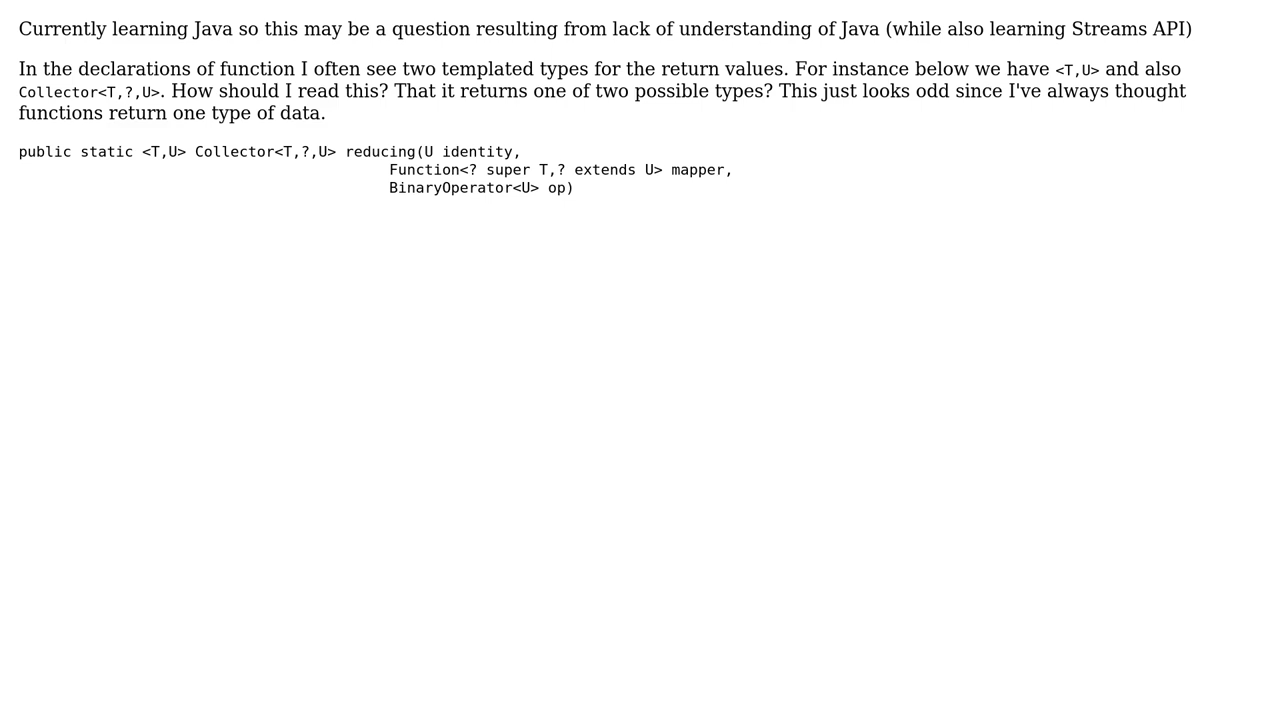 Currently learning Java so this may be a question resulting from lack of understanding of Java (while also learning Streams API)
In the declarations of function I often see two templated types for the return values. For instance below we have <T,U> and also
Collector<T,?,U>. How should I read this? That it returns one of two possible types? This just looks odd since I've always thought
functions return one type of data.
public static <T,U> Collector<T,?,U> reducing(U identity,
Function<? super T,? extends U> mapper,
BinaryOperator<U> op)